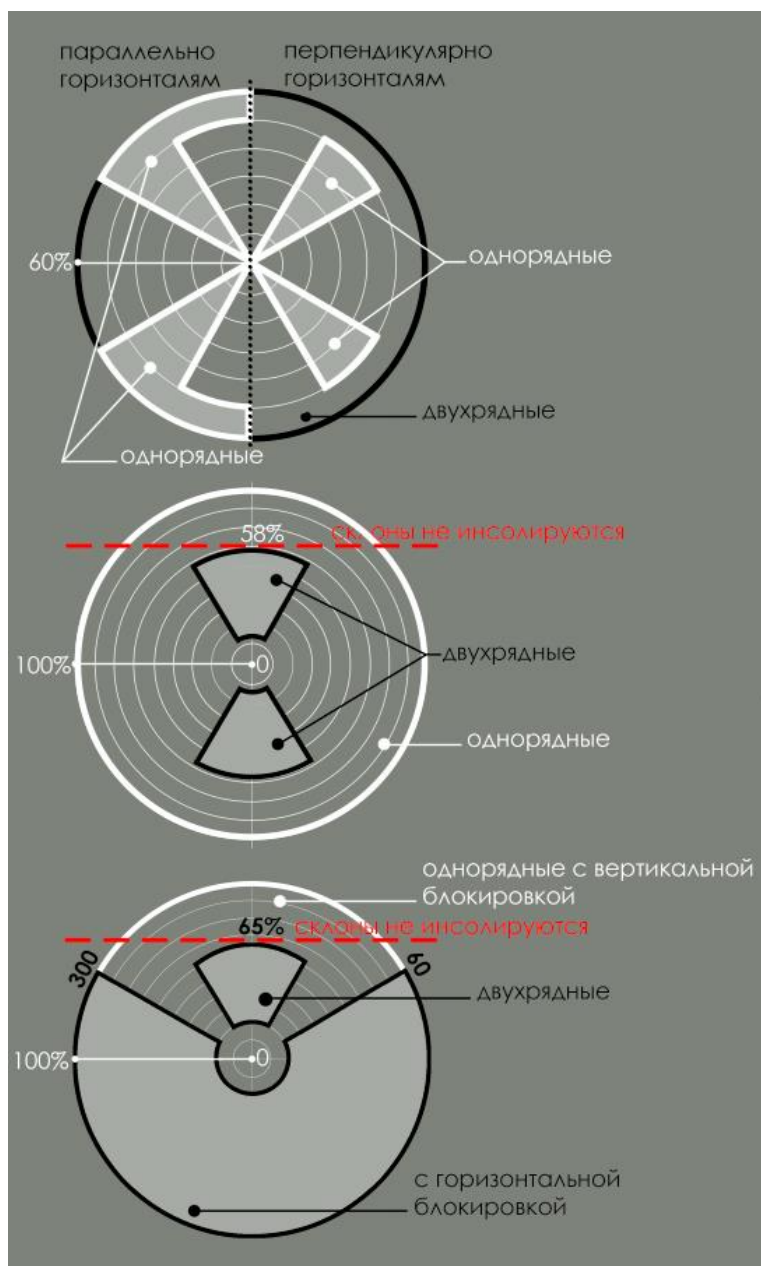 параллельно
горизонталям
перпендикулярно
горизонталям
60%
однорядные
двухрядные
однорядные
58%
склоны не инсолируются
двухрядные
100%
0
однорядные
однорядные с вертикальной
блокировкой
65%
склоны не инсолируются
300
60
двухрядные
100%
0
с горизонтальной
блокировкой